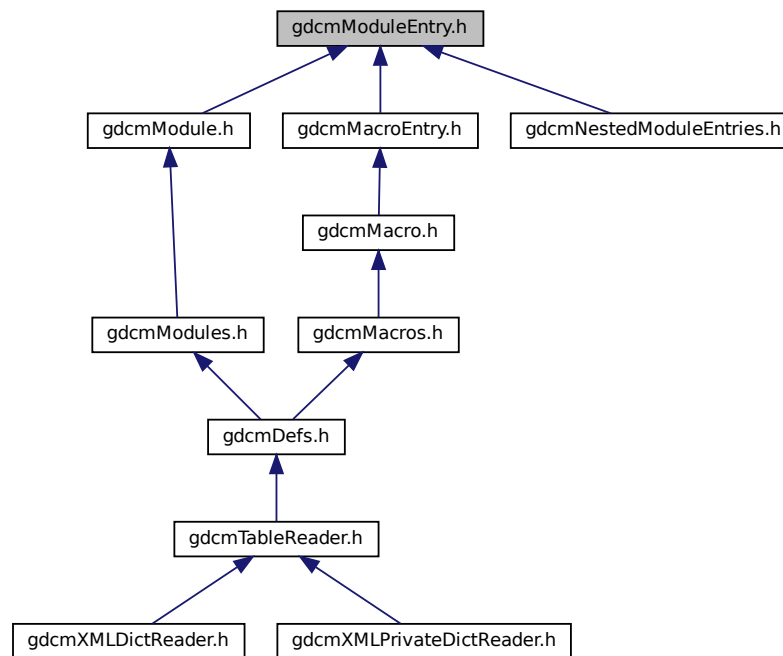 gdcmModuleEntry.h
gdcmModule.h
gdcmMacroEntry.h
gdcmNestedModuleEntries.h
gdcmMacro.h
gdcmModules.h
gdcmMacros.h
gdcmDefs.h
gdcmTableReader.h
gdcmXMLDictReader.h
gdcmXMLPrivateDictReader.h